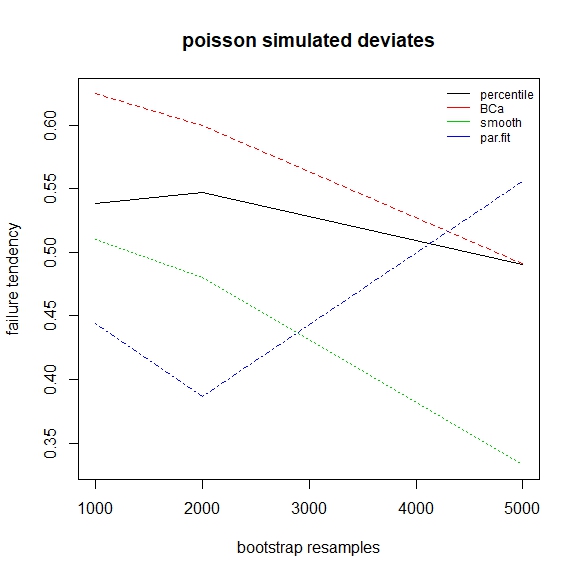 poisson simulated deviates
percentile
BCa
smooth
par.fit
failure tendency
0.60
0.55
0.50
0.45
0.40
0.35
1000 2000 3000 4000 5000
bootstrap resamples